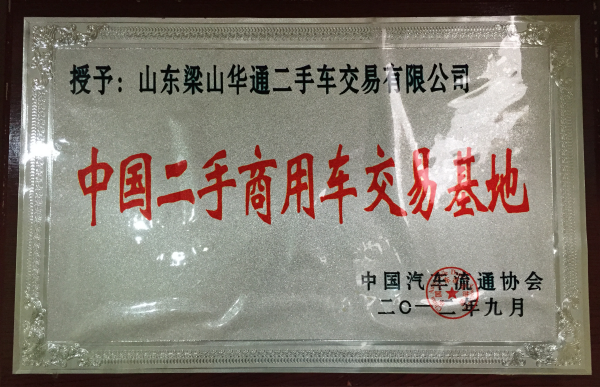 授予：山东梁山华通二手车交易有限公司
中国二手商用车交易基地
中国汽车流通协会
二〇一二年九月